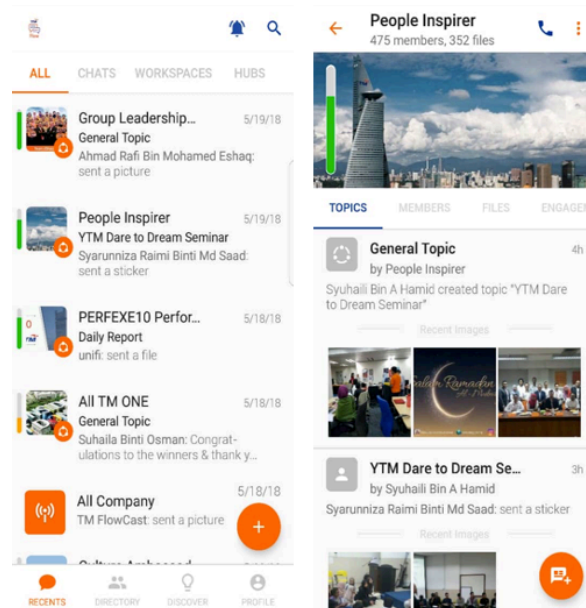 ALL CHATS WORKSPACES HUBS
Group Leadership... 5/19/18
General Topic
Ahmad Rafi Bin Mohamed Eshaq:
sent a picture
People Inspirer 5/19/18
YTM Dare to Dream Seminar
Syarunniza Raimi Binti Md Saad:
sent a sticker
PERFEXE10 Perfor... 5/18/18
Daily Report
unifi: sent a file
All TM ONE 5/18/18
General Topic
Suhaila Binti Osman: Congrat-
ulations to the winners & thank y...
All Company 5/18/18
TM FlowCast: sent a picture
RECENTS DIRECTORY DISCOVER PROFILE
People Inspirer
475 members, 352 files
TOPICS MEMBERS FILES ENGAGE
General Topic 4h
by People Inspirer
Syuhaili Bin A Hamid created topic "YTM Dare
to Dream Seminar"
Recent Images
Salam Ramadan
YTM Dare to Dream Se... 3h
by Syuhaili Bin A Hamid
Syarunniza Raimi Binti Md Saad: sent a sticker
Recent Images